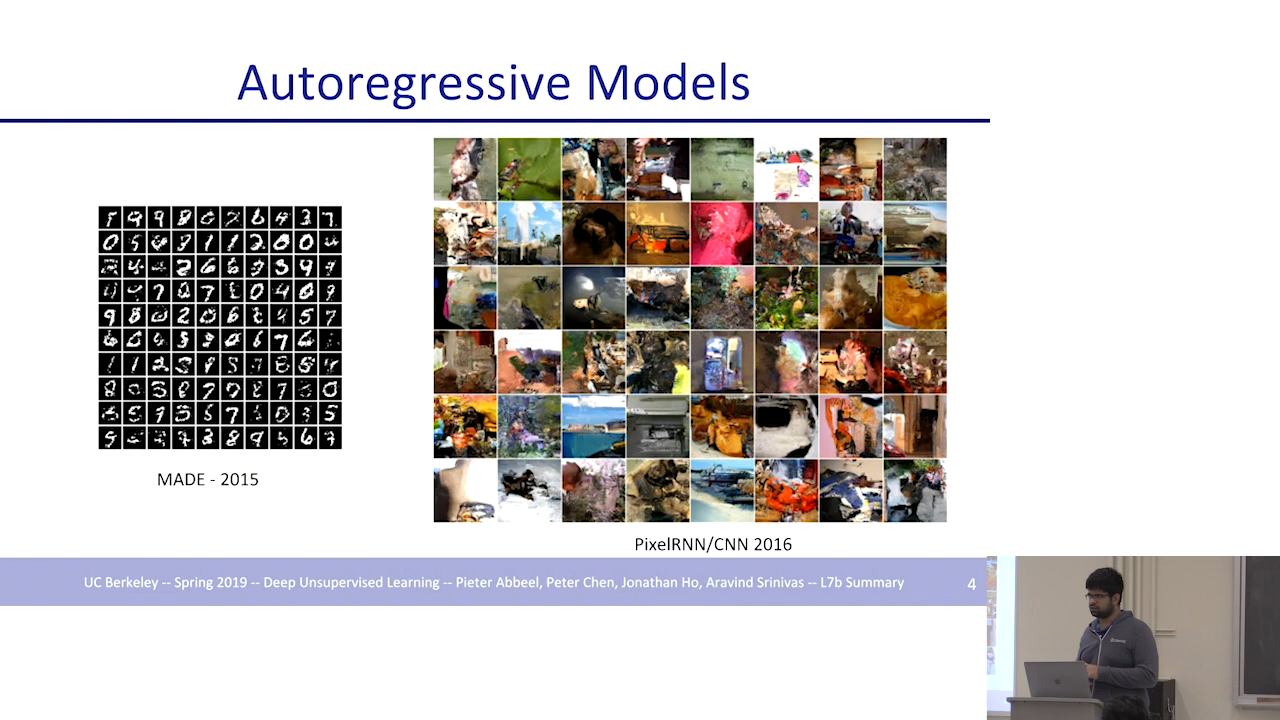 Autoregressive Models
MADE - 2015
PixelRNN/CNN 2016
UC Berkeley -- Spring 2019 -- Deep Unsupervised Learning -- Pieter Abbeel, Peter Chen, Jonathan Ho, Aravind Srinivas -- L7b Summary
4